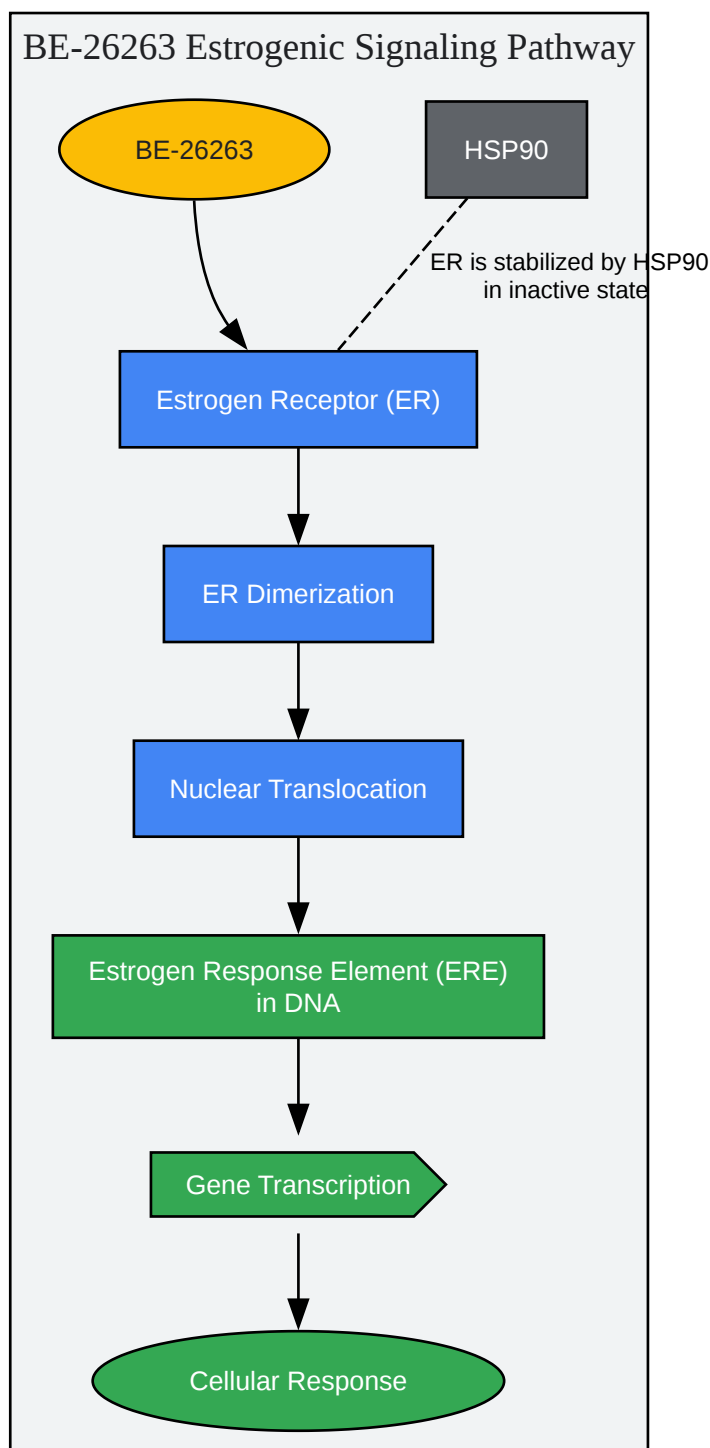 BE-26263 Estrogenic Signaling Pathway
BE-26263
HSP90
ER is stabilized by HSP90
in inactive state
Estrogen Receptor (ER)
ER Dimerization
Nuclear Translocation
Estrogen Response Element (ERE)
in DNA
Gene Transcription
Cellular Response